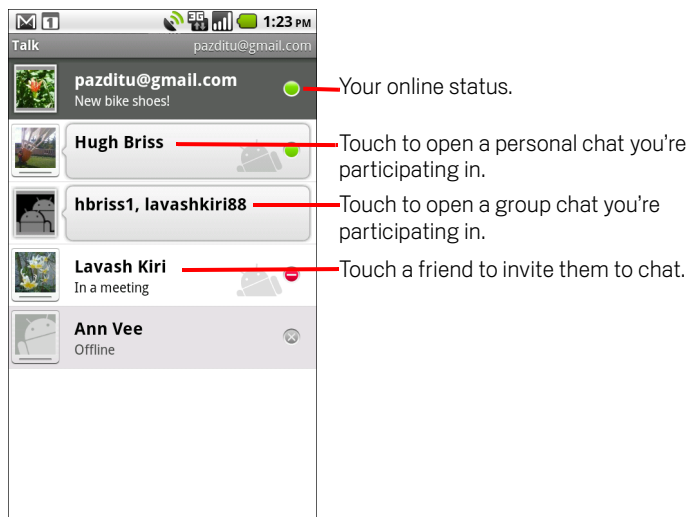 1 3G 1:23 PM
Talk pazditu@gmail.com
pazditu@gmail.com
New bike shoes!
Your online status.
Hugh Briss
Touch to open a personal chat you're
participating in.
hbriss1, lavashkiri88
Touch to open a group chat you're
participating in.
Lavash Kiri
In a meeting
Touch a friend to invite them to chat.
Ann Vee
Offline